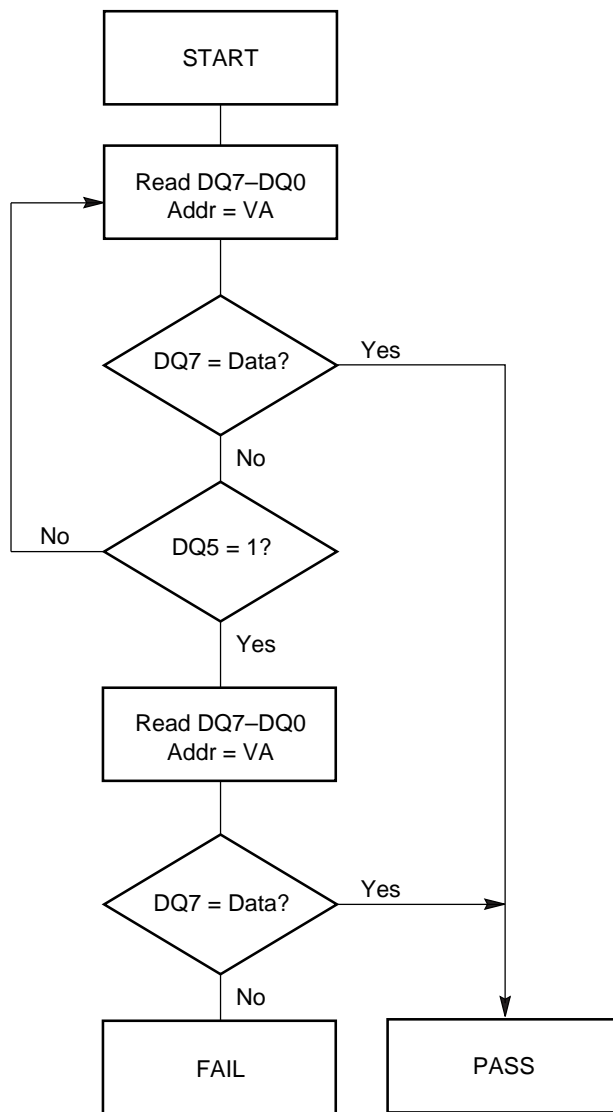 START
Read DQ7–DQ0
Addr = VA
DQ7 = Data?
Yes
No
No
DQ5 = 1?
Yes
Read DQ7–DQ0
Addr = VA
DQ7 = Data?
Yes
No
FAIL
PASS